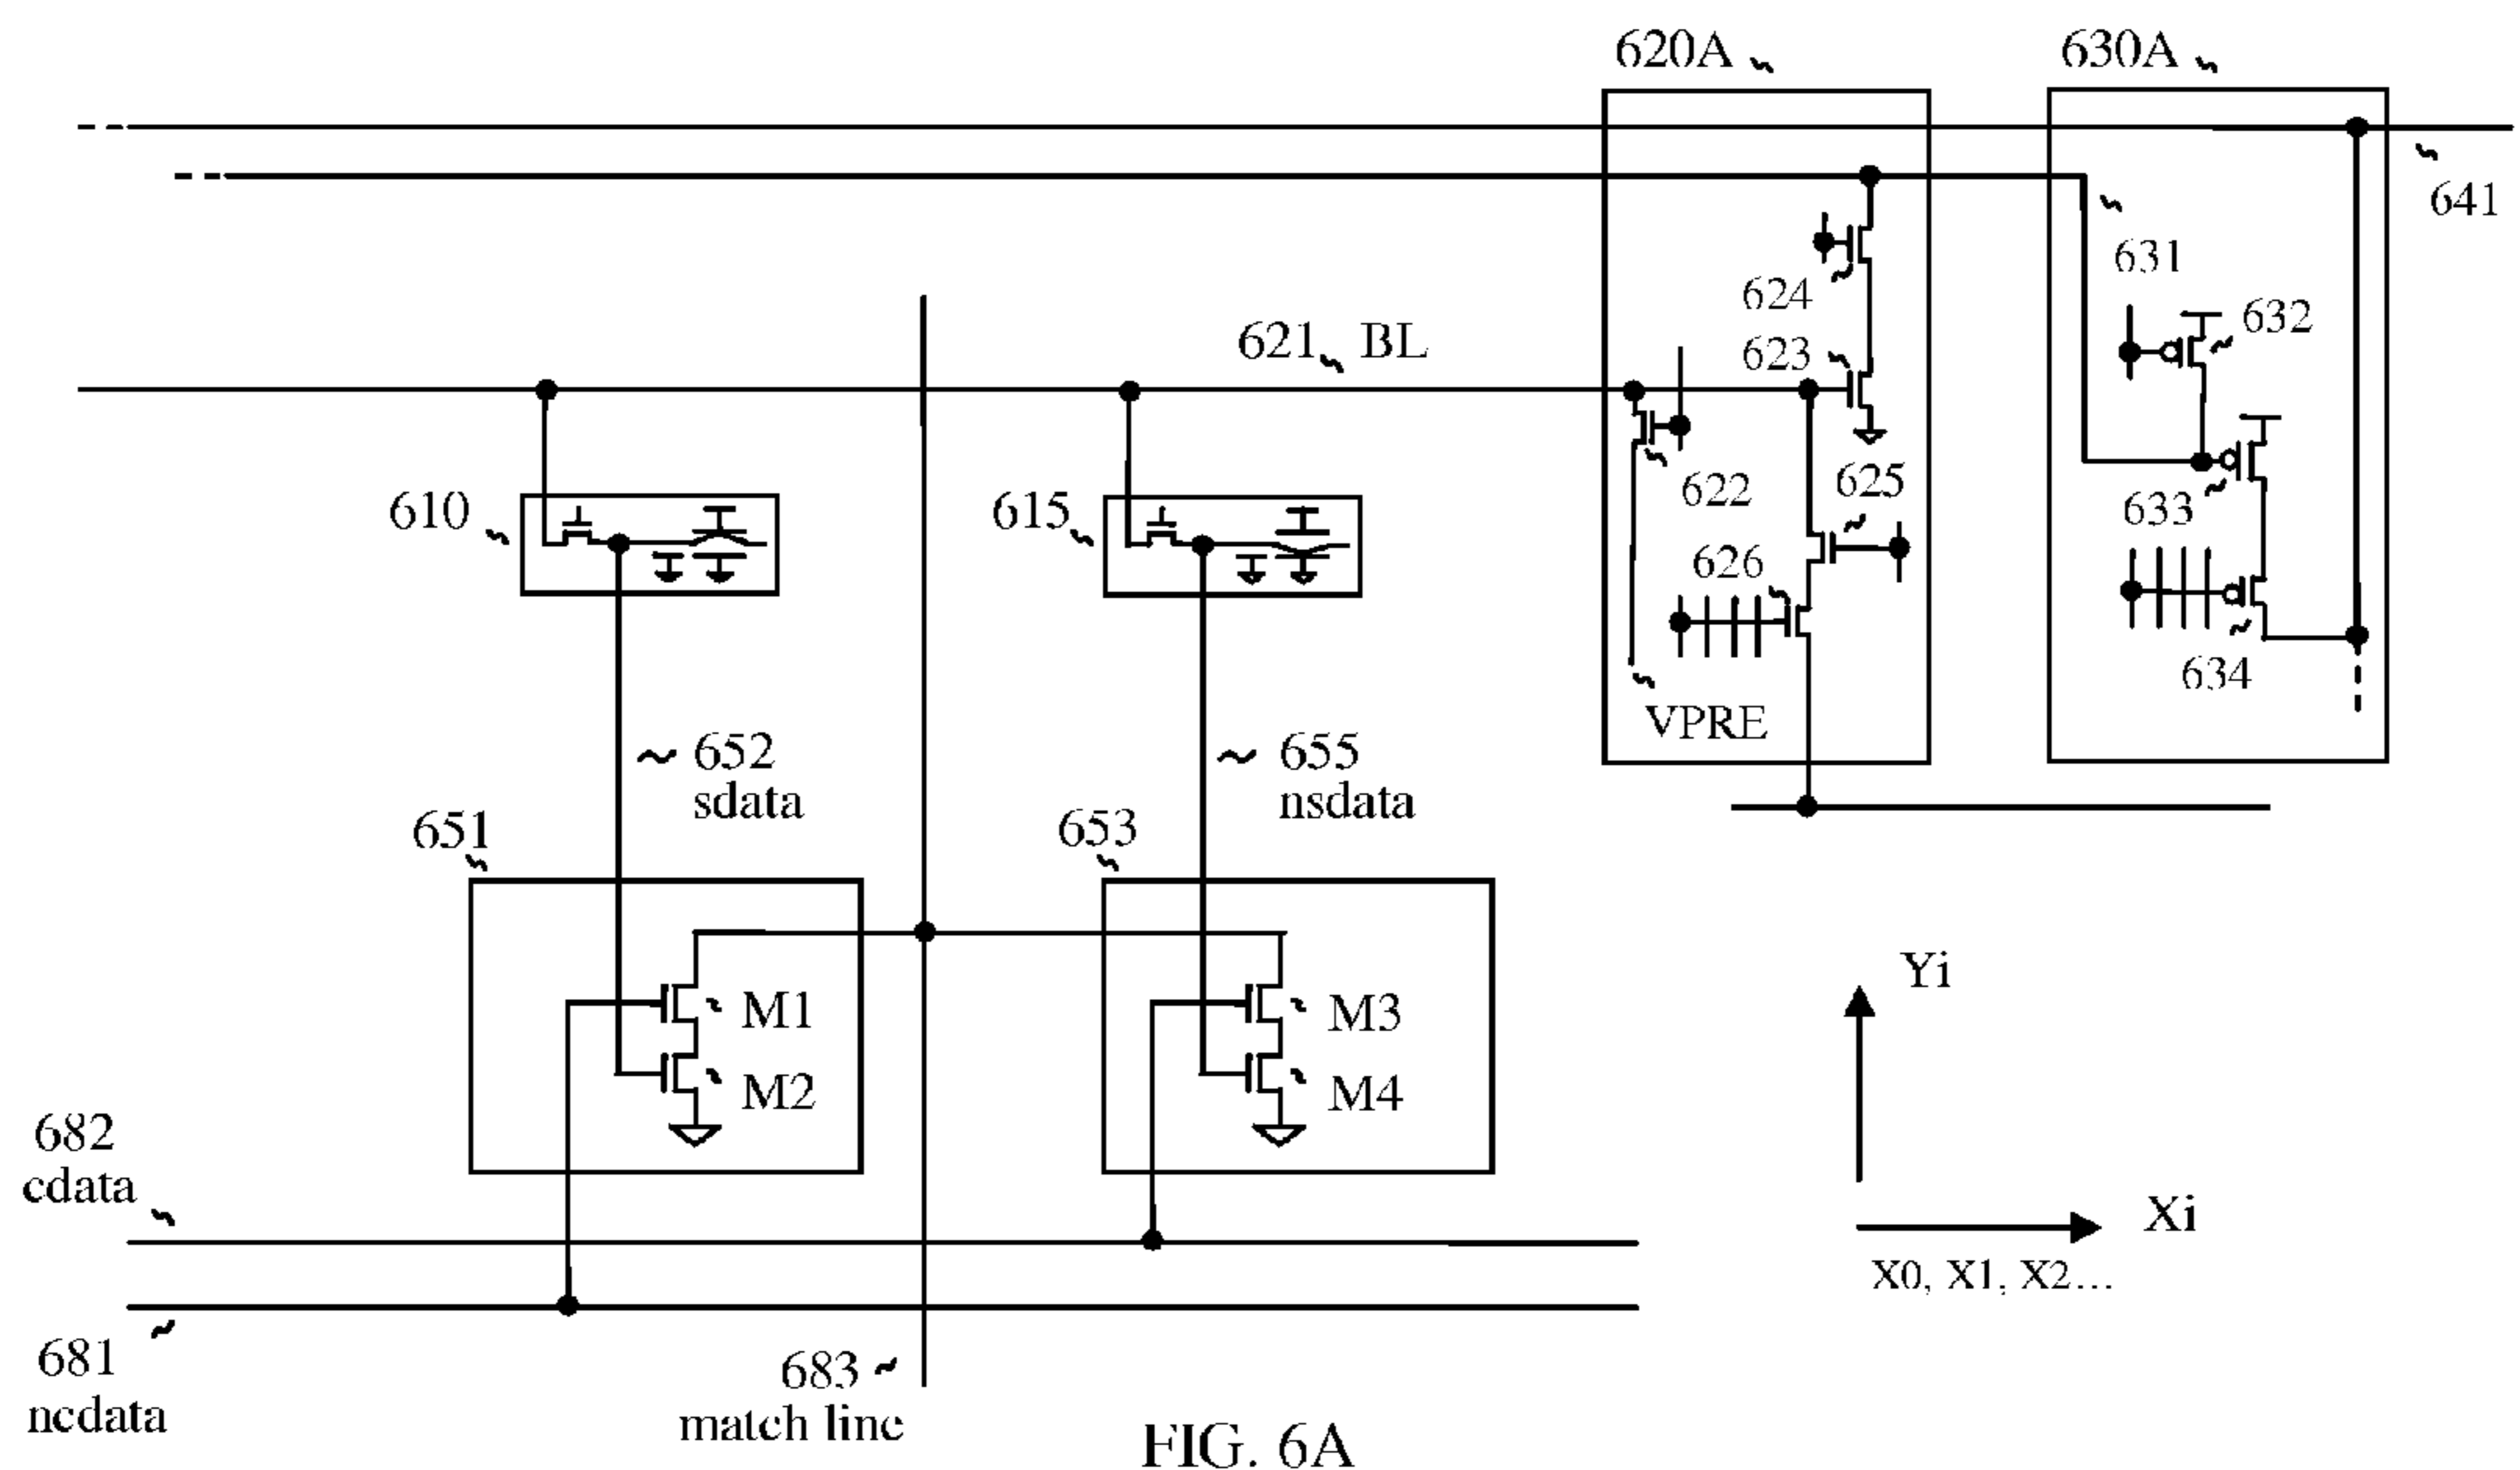 620A
630A
641
631
624
632
621 BL
623
622
625
633
610
615
626
634
VPRE
652
sdata
655
nsdata
651
653
Yi
M1
M3
M2
M4
682
cdata
Xi
X0, X1, X2...
681
ncdata
683
match line
FIG. 6A